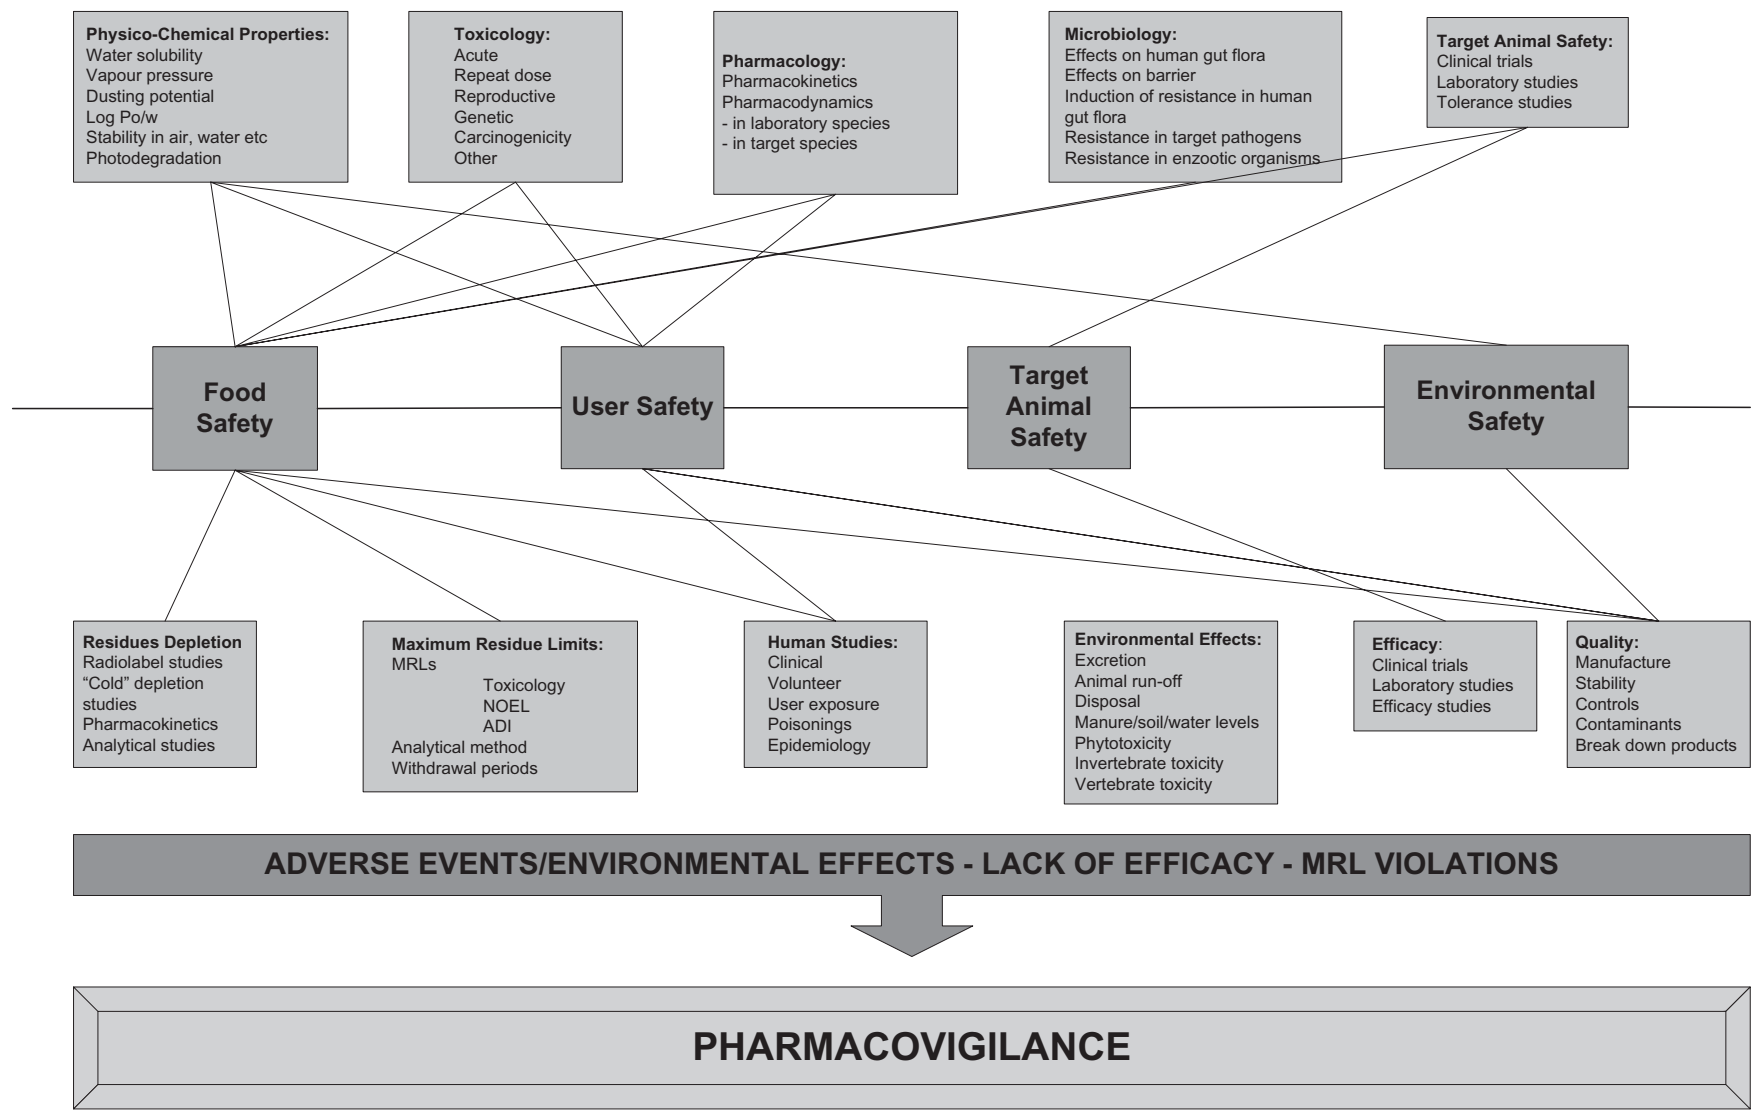 Physico-Chemical Properties:
Water solubility
Vapour pressure
Dusting potential
Log Po/w
Stability in air, water etc
Photodegradation
Toxicology:
Acute
Repeat dose
Reproductive
Genetic
Carcinogenicity
Other
Pharmacology:
Pharmacokinetics
Pharmacodynamics
- in laboratory species
- in target species
Microbiology:
Effects on human gut flora
Effects on barrier
Induction of resistance in human
gut flora
Resistance in target pathogens
Resistance in enzootic organisms
Target Animal Safety:
Clinical trials
Laboratory studies
Tolerance studies
Food
Safety
User Safety
Target
Animal
Safety
Environmental
Safety
Residues Depletion
Radiolabel studies
“Cold” depletion
studies
Pharmacokinetics
Analytical studies
Maximum Residue Limits:
MRLs
Toxicology
NOEL
ADI
Analytical method
Withdrawal periods
Human Studies:
Clinical
Volunteer
User exposure
Poisonings
Epidemiology
Environmental Effects:
Excretion
Animal run-off
Disposal
Manure/soil/water levels
Phytotoxicity
Invertebrate toxicity
Vertebrate toxicity
Efficacy:
Clinical trials
Laboratory studies
Efficacy studies
Quality:
Manufacture
Stability
Controls
Contaminants
Break down products
ADVERSE EVENTS/ENVIRONMENTAL EFFECTS - LACK OF EFFICACY - MRL VIOLATIONS
PHARMACOVIGILANCE